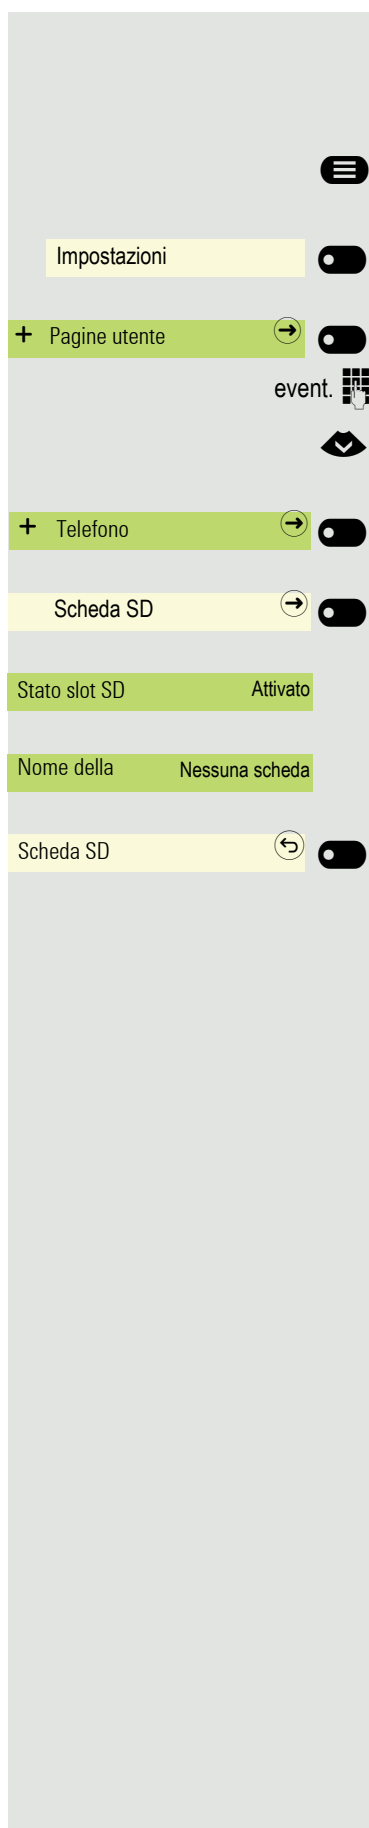 Impostazioni
+ Pagine utente
event.
+ Telefono
Scheda SD
Stato slot SD Attivato
Nome della Nessuna scheda
Scheda SD